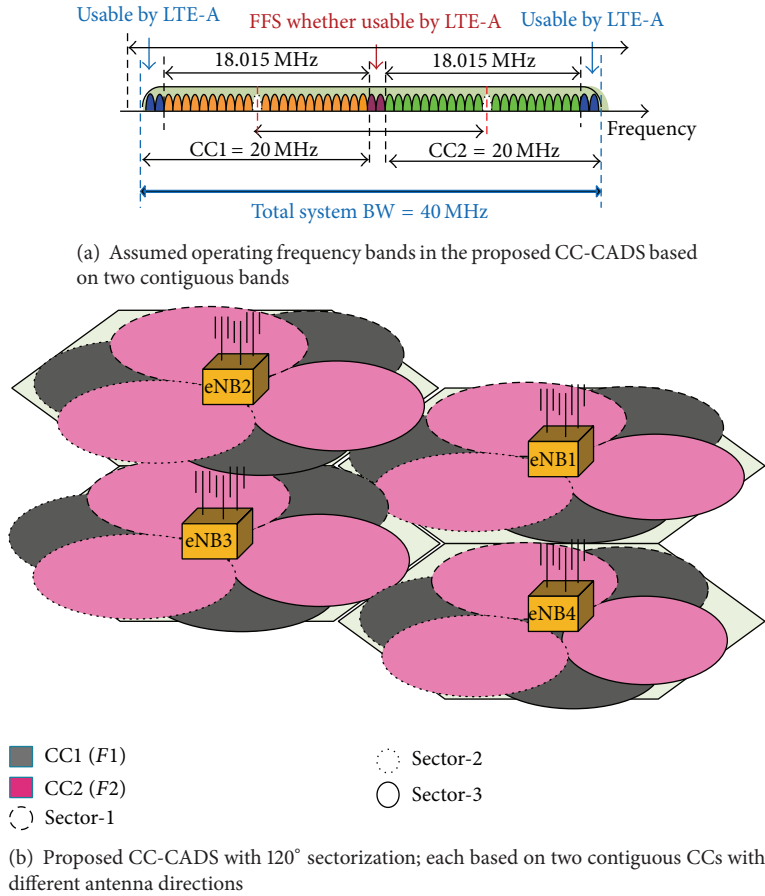 Usable by LTE-A
FFS whether usable by LTE-A
Usable by LTE-A
18.015 MHz
18.015 MHz
Frequency
CC1 = 20 MHz
CC2 = 20 MHz
Total system BW = 40 MHz
(a) Assumed operating frequency bands in the proposed CC-CADS based
on two contiguous bands
eNB2
eNB1
eNB3
eNB4
CC1 (F1)
CC2 (F2)
Sector-1
Sector-2
Sector-3
(b) Proposed CC-CADS with 120° sectorization; each based on two contiguous CCs with
different antenna directions